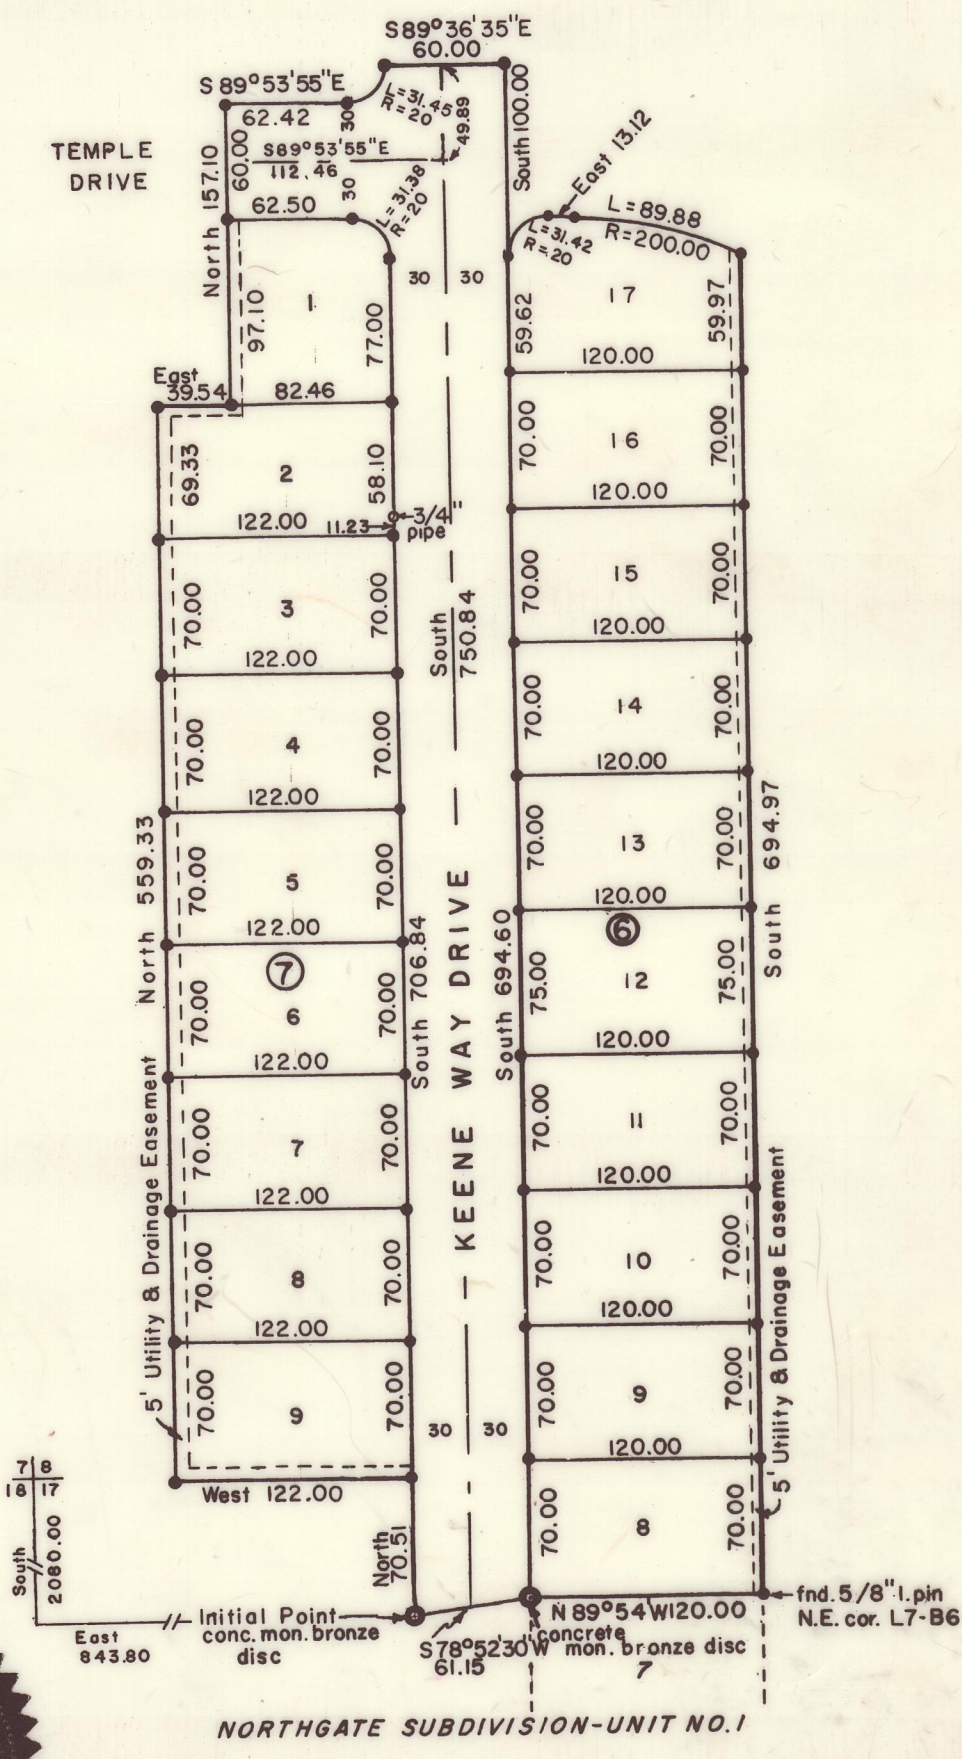 S89°36'35"E
60.00
S 89°53'55"E
62.42
30
L=31.45
R=20
49.89
South 100.00
TEMPLE
DRIVE
North 157.10
60.00
S89°53'55"E
112.46
30
62.50
L=31.38
R=20
30 30
East 13.12
L=31.42
R=20
L=89.88
R=200.00
1
97.10
77.00
East
39.54
82.46
59.62
17
59.97
120.00
69.33
2
58.10
122.00
11.23
3/4"
pipe
70.00
16
70.00
120.00
70.00
3
70.00
122.00
South
750.84
70.00
15
70.00
120.00
70.00
4
70.00
122.00
70.00
14
70.00
120.00
North 559.33
70.00
5
70.00
122.00
70.00
13
70.00
120.00
South 694.97
7
70.00
6
70.00
122.00
South 706.84
KEENE WAY DRIVE
South 694.60
6
75.00
12
75.00
120.00
70.00
7
70.00
122.00
70.00
11
70.00
120.00
5' Utility & Drainage Easement
70.00
8
70.00
122.00
70.00
10
70.00
120.00
5' Utility & Drainage Easement
70.00
9
70.00
West 122.00
30 30
70.00
9
70.00
120.00
70.00
8
70.00
7 8
18 17
South
2080.00
East
843.80
North
70.51
Initial Point
conc. mon. bronze
disc
S78°52'30"W
61.15
N 89°54'W 120.00
concrete
mon. bronze disc
7
fnd. 5/8" I. pin
N.E. cor. L7-B6
NORTHGATE SUBDIVISION-UNIT NO.1